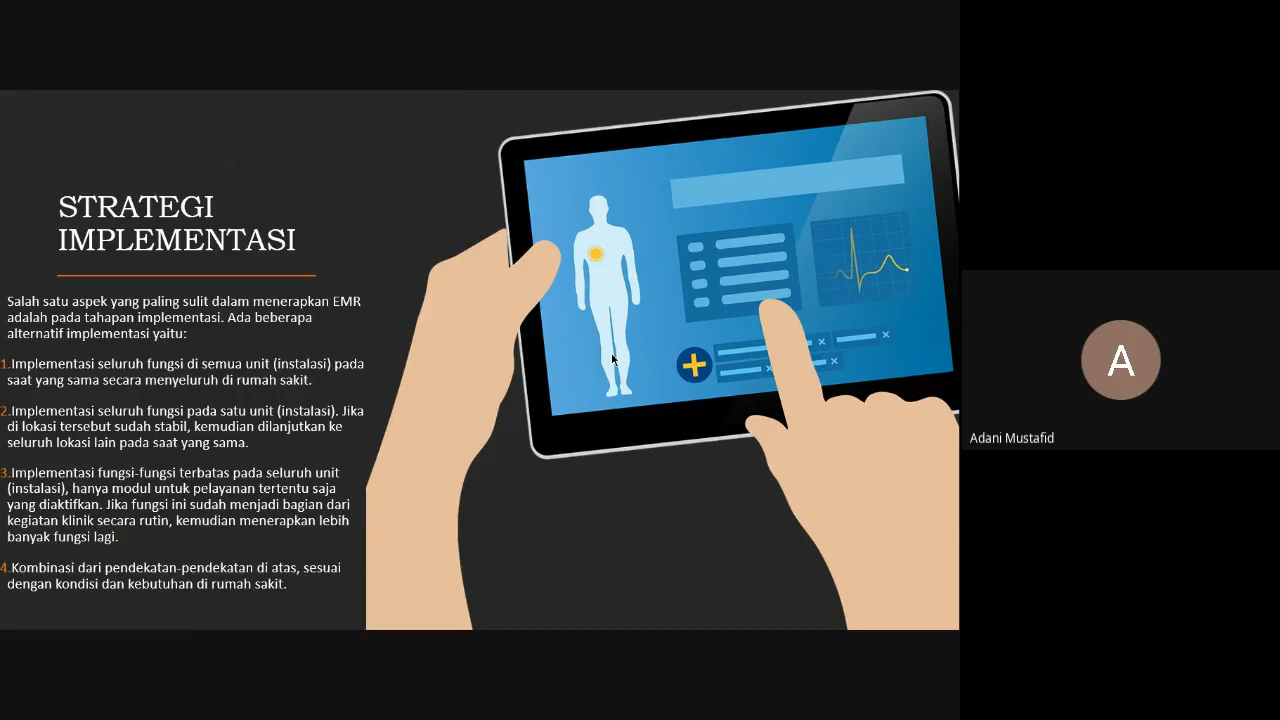 STRATEGI
IMPLEMENTASI
Salah satu aspek yang paling sulit dalam menerapkan EMR
adalah pada tahapan implementasi. Ada beberapa
alternatif implementasi yaitu:
1.Implementasi seluruh fungsi di semua unit (instalasi) pada
saat yang sama secara menyeluruh di rumah sakit.
2.Implementasi seluruh fungsi pada satu unit (instalasi). Jika
di lokasi tersebut sudah stabil, kemudian dilanjutkan ke
seluruh lokasi lain pada saat yang sama.
3.Implementasi fungsi-fungsi terbatas pada seluruh unit
(instalasi), hanya modul untuk pelayanan tertentu saja
yang diaktifkan. Jika fungsi ini sudah menjadi bagian dari
kegiatan klinik secara rutin, kemudian menerapkan lebih
banyak fungsi lagi.
4.Kombinasi dari pendekatan-pendekatan di atas, sesuai
dengan kondisi dan kebutuhan di rumah sakit.
A
Adani Mustafid